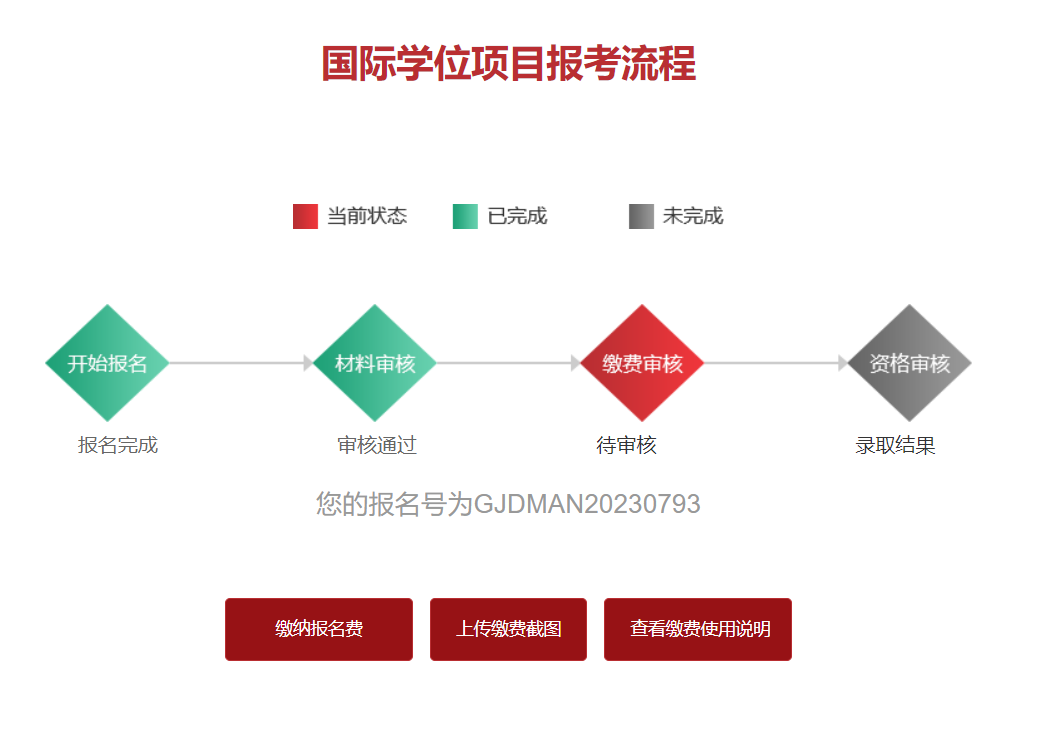 国际学位项目报考流程
当前状态 已完成 未完成
开始报名 材料审核 缴费审核 资格审核
报名完成 审核通过 待审核 录取结果
您的报名号为GJDMAN20230793
缴纳报名费 上传缴费截图 查看缴费使用说明